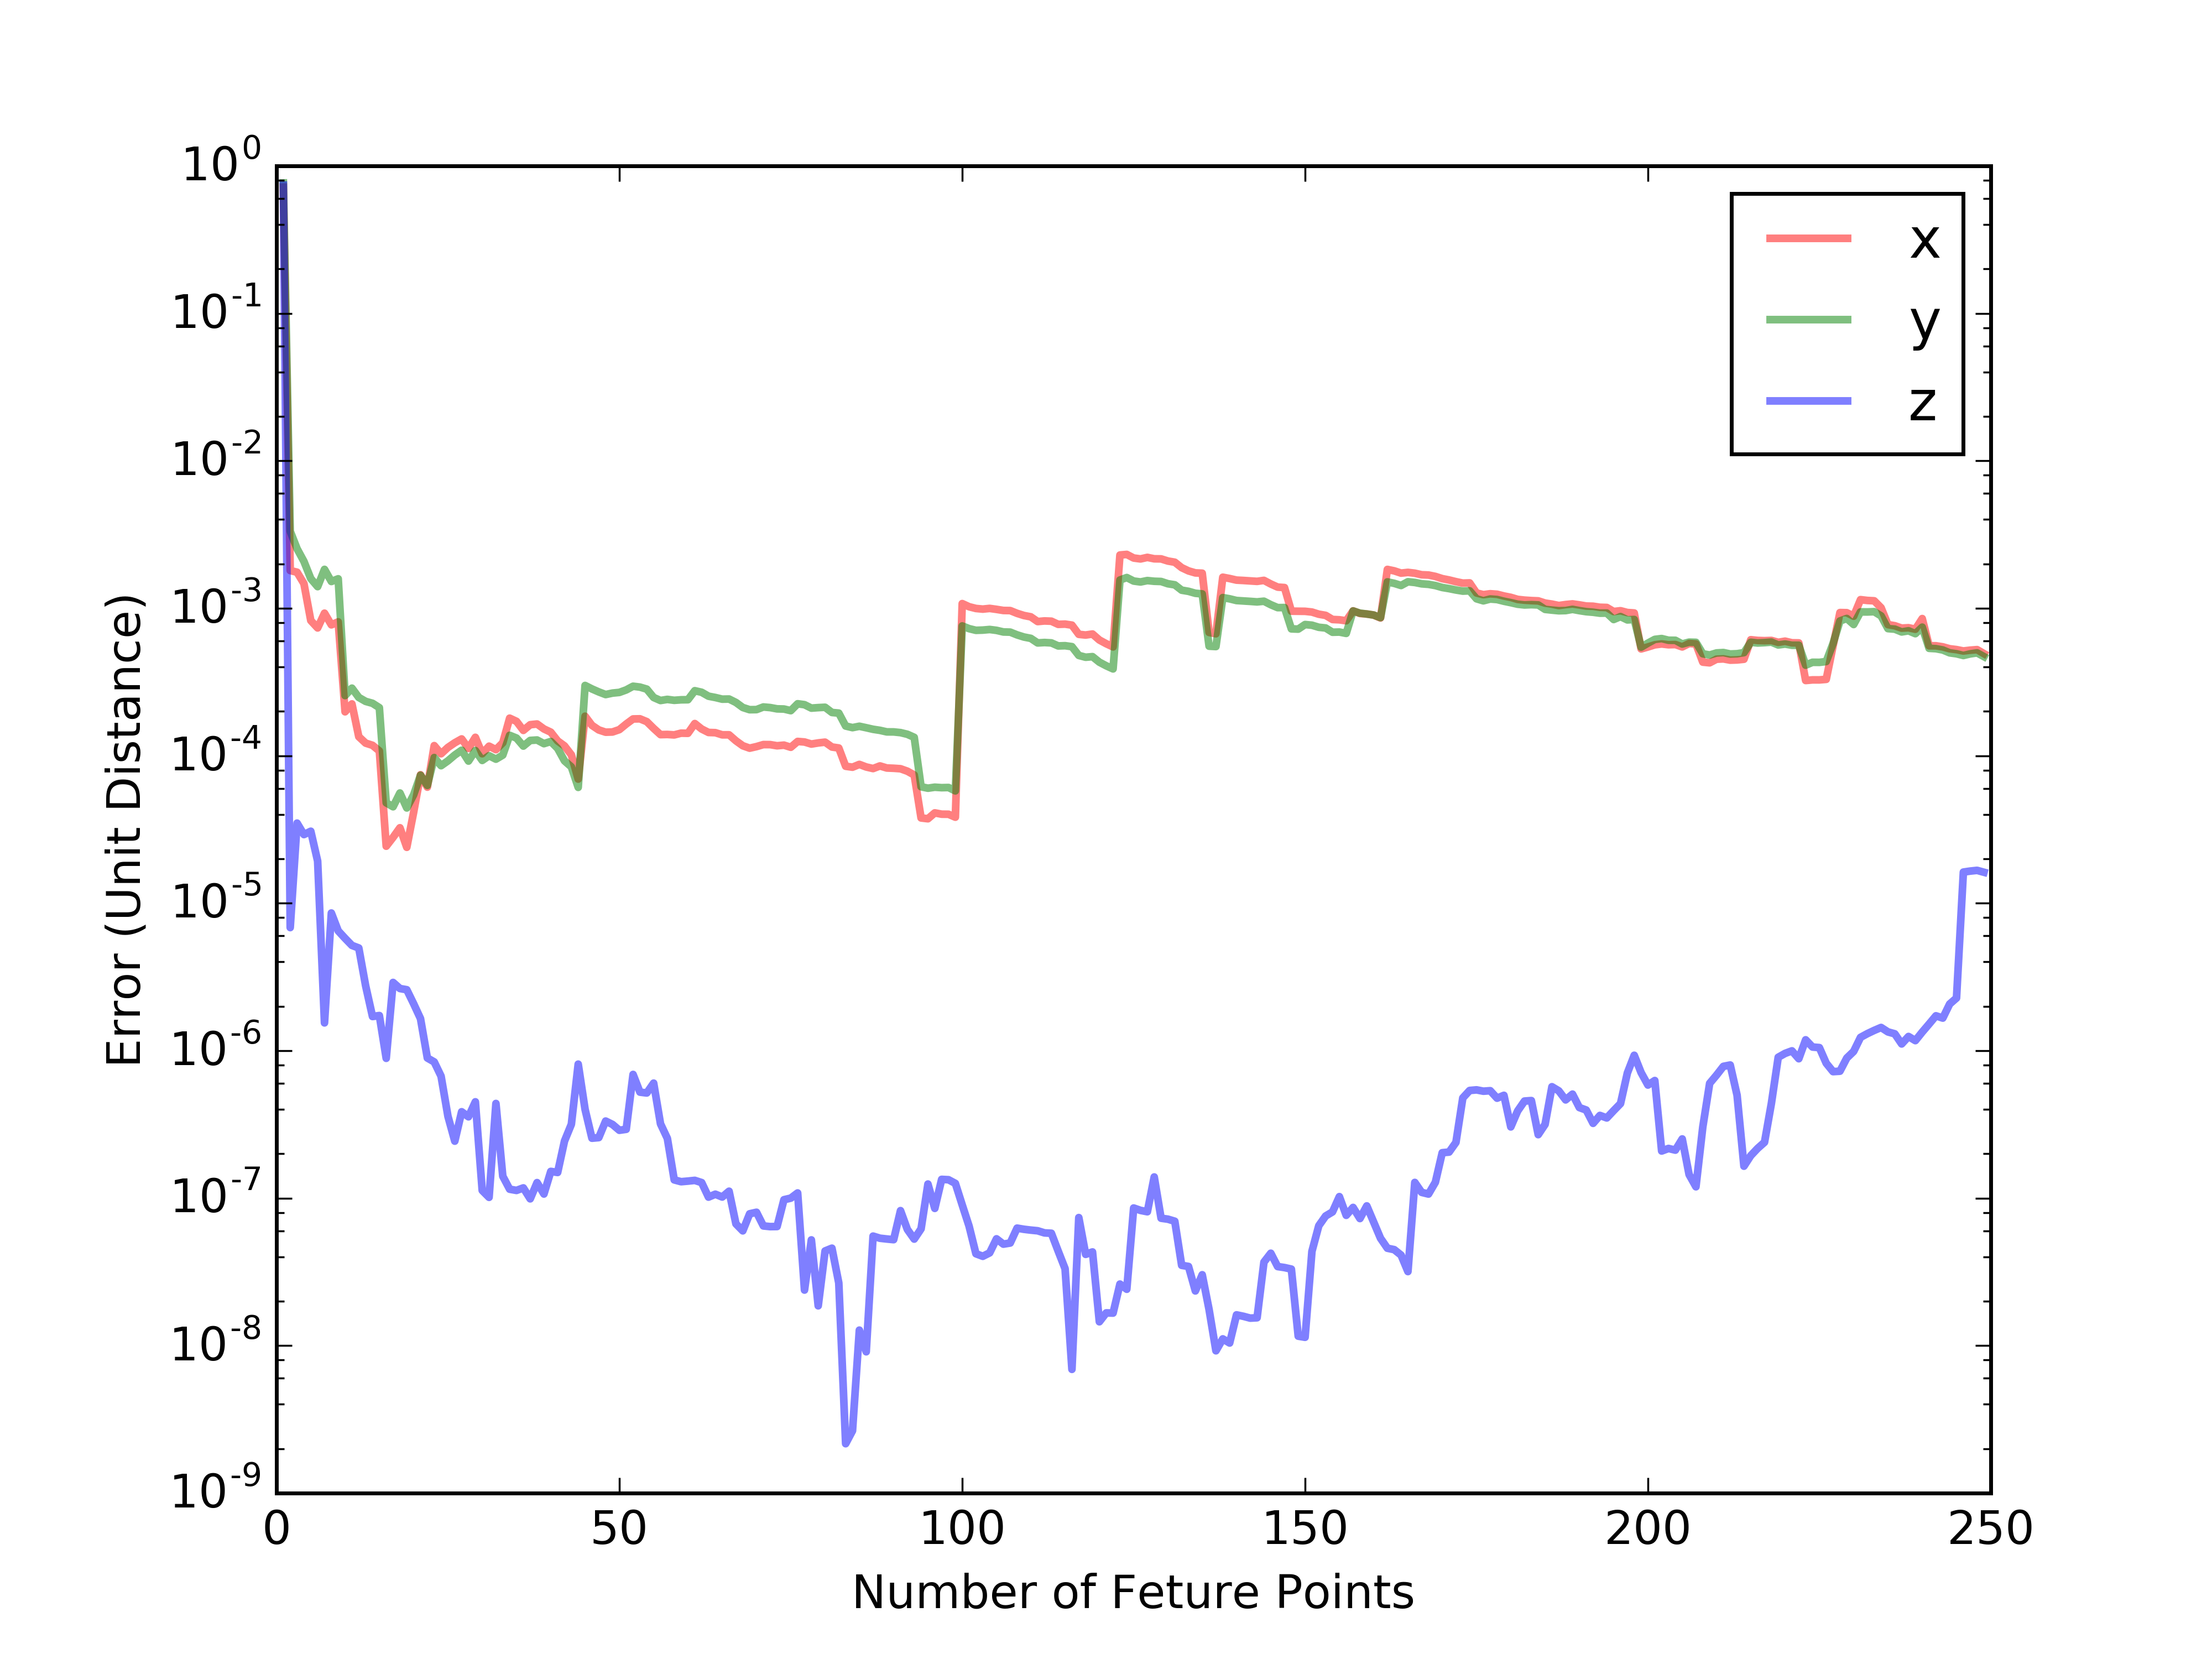 10^0
10^-1
10^-2
10^-3
10^-4
10^-5
10^-6
10^-7
10^-8
10^-9
Error (Unit Distance)
x
y
z
0 50 100 150 200 250
Number of Feture Points